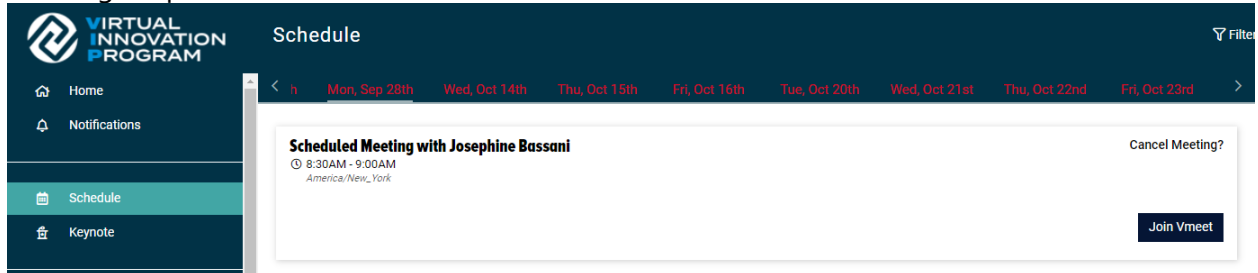 VIRTUAL
INNOVATION
PROGRAM
Schedule
Filter
Home
Notifications
Schedule
Keynote
h Mon, Sep 28th Wed, Oct 14th Thu, Oct 15th Fri, Oct 16th Tue, Oct 20th Wed, Oct 21st Thu, Oct 22nd Fri, Oct 23rd
Scheduled Meeting with Josephine Bassani
Cancel Meeting?
8:30AM - 9:00AM
America/New_York
Join Vmeet